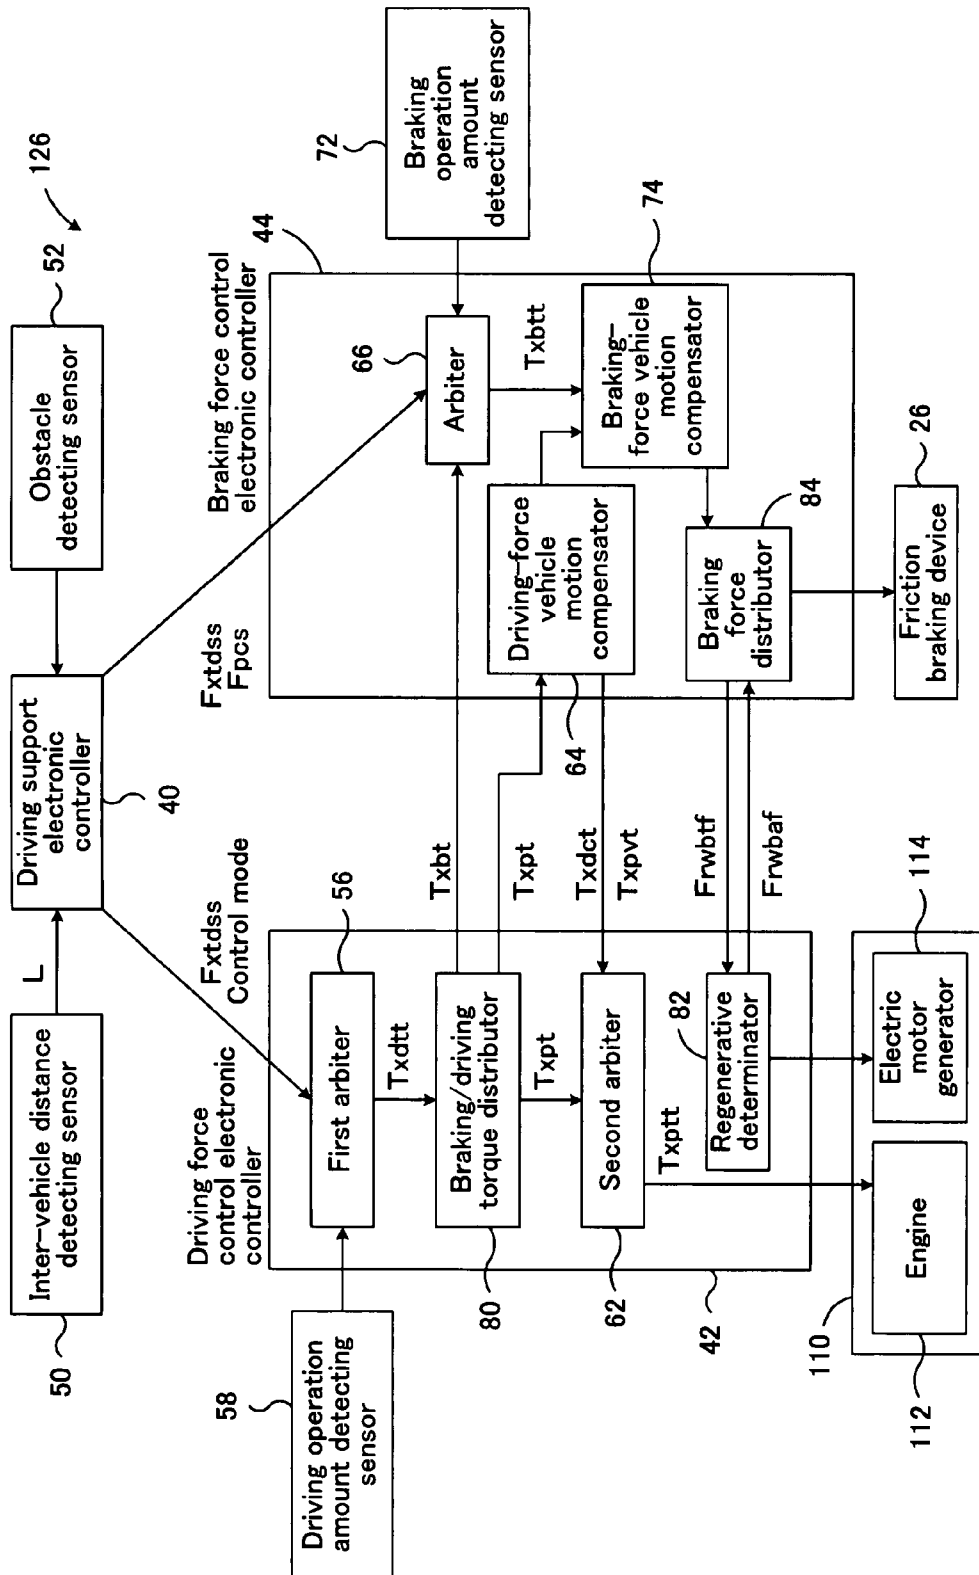 126
50
Inter-vehicle distance
detecting sensor
L
Driving support
electronic
controller
40
Obstacle
detecting sensor
52
Driving force
control electronic
controller
Fxtdss
Control mode
Fxtdss
Fpcs
Braking force control
electronic controller
44
58
Driving operation
amount detecting
sensor
First arbiter
56
Txdtt
Braking/driving
torque distributor
80
Txbt
Txpt
Txpt
Second arbiter
62
Txdct
Txpvt
Txptt
82
Regenerative
determinator
Frwbtf
Frwbaf
42
66
Arbiter
Txbtt
72
Braking
operation
amount
detecting sensor
Driving-force
vehicle
motion
compensator
64
74
Braking-
force vehicle
motion
compensator
Braking
force
distributor
84
Friction
braking device
26
110
Engine
112
Electric
motor
generator
114